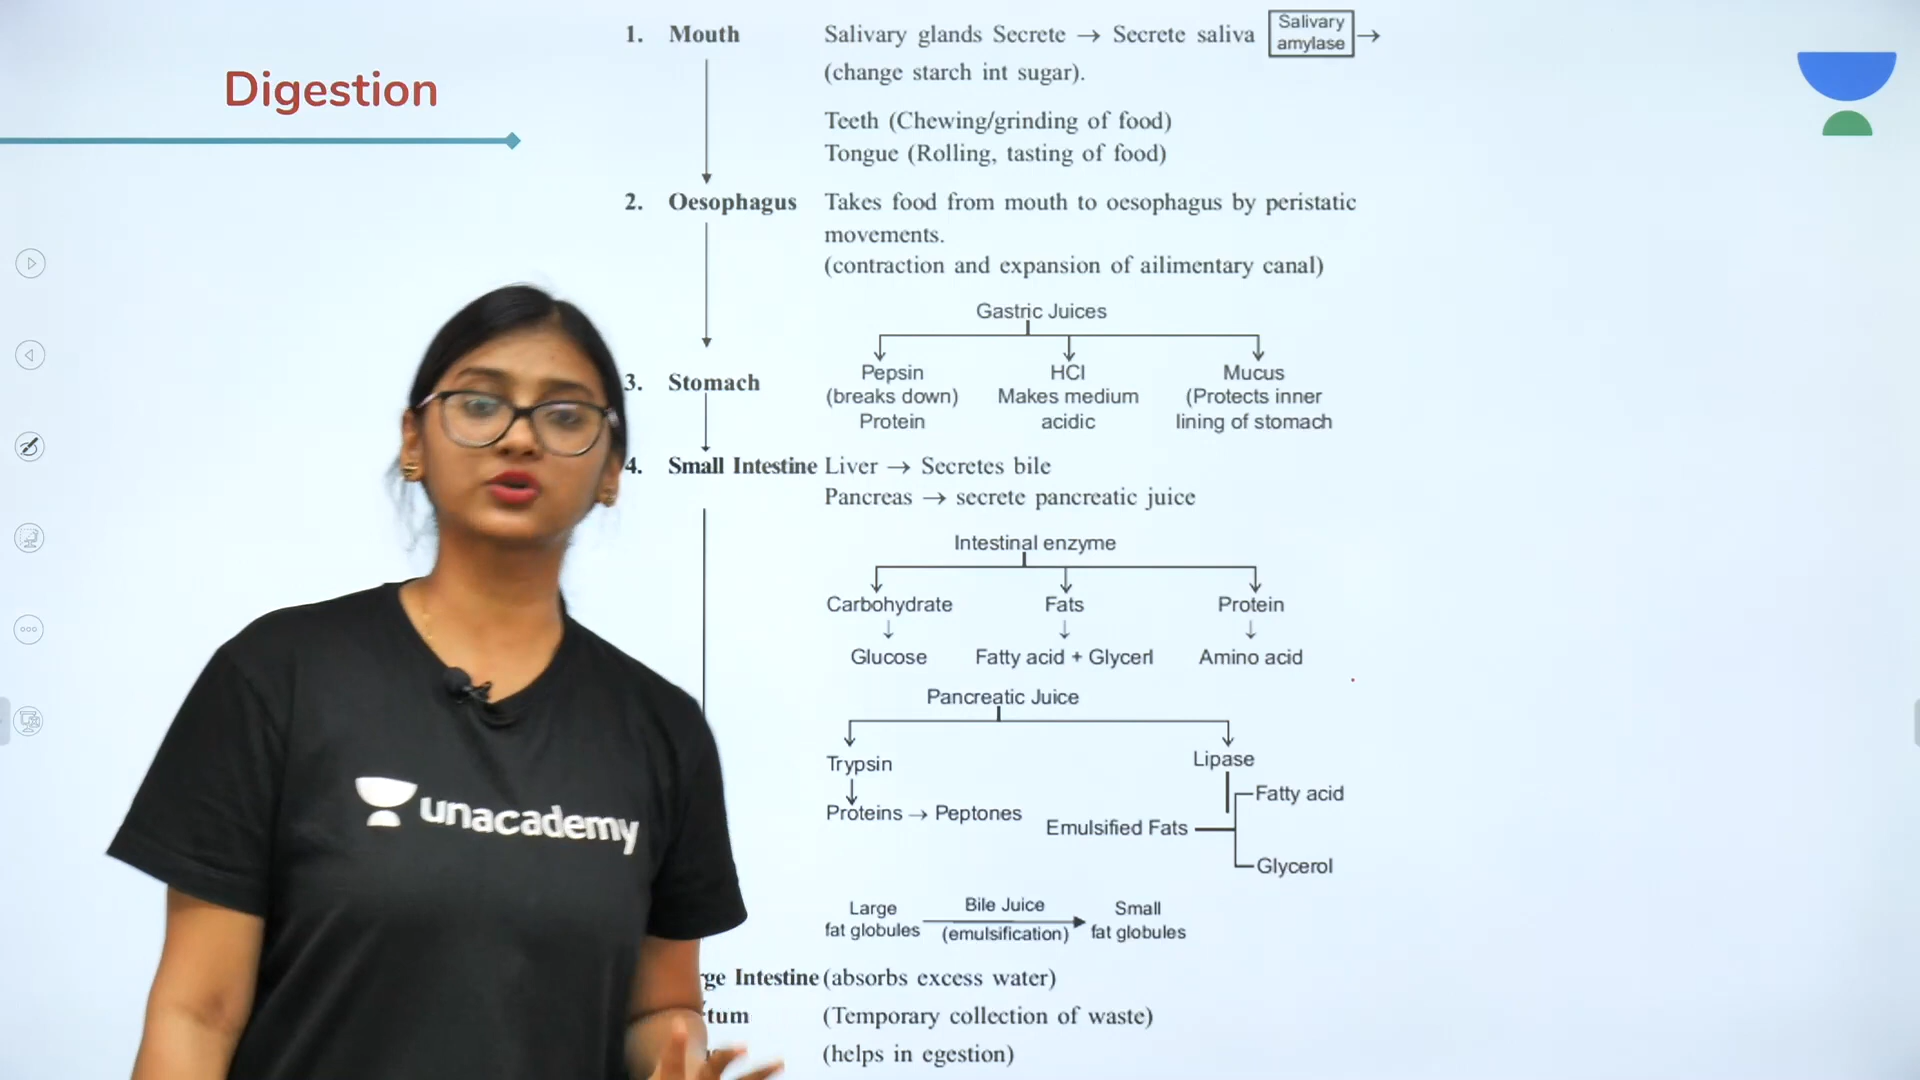 Digestion
1. Mouth Salivary glands Secrete → Secrete saliva Salivary amylase →
(change starch int sugar).
Teeth (Chewing/grinding of food)
Tongue (Rolling, tasting of food)
2. Oesophagus Takes food from mouth to oesophagus by peristatic
movements.
(contraction and expansion of ailimentary canal)
Gastric Juices
3. Stomach
Pepsin (breaks down) Protein
HCl Makes medium acidic
Mucus (Protects inner lining of stomach
4. Small Intestine Liver → Secretes bile
Pancreas → secrete pancreatic juice
Intestinal enzyme
Carbohydrate Fats Protein
Glucose Fatty acid + Glycerl Amino acid
Pancreatic Juice
Trypsin Lipase
Proteins → Peptones
Fatty acid
Emulsified Fats
Glycerol
Large fat globules Bile Juice (emulsification) Small fat globules
rge Intestine (absorbs excess water)
tum (Temporary collection of waste)
(helps in egestion)
unacademy